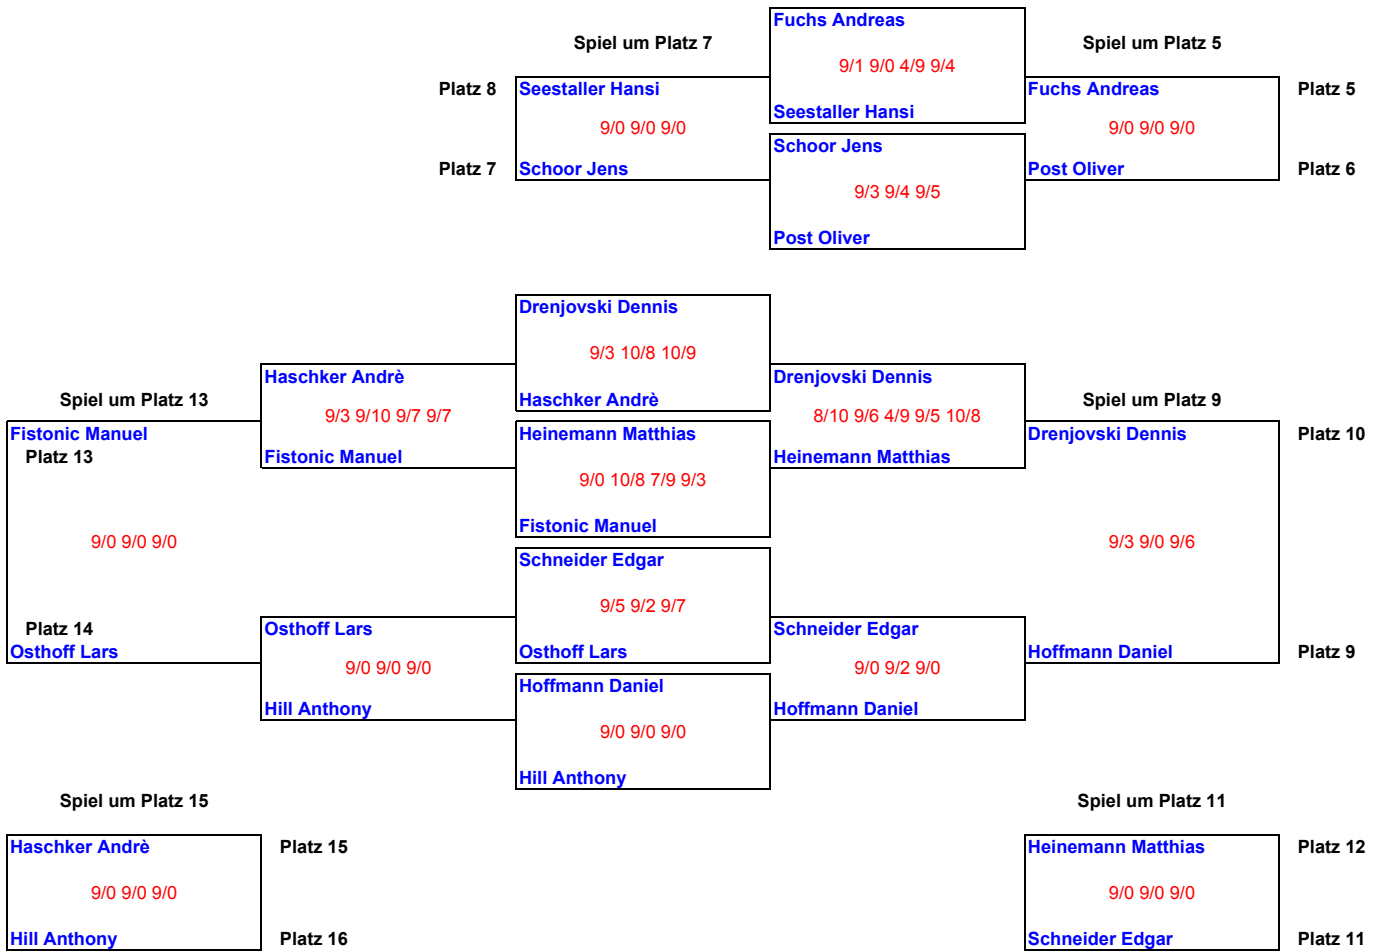 Fuchs Andreas
Spiel um Platz 7
Spiel um Platz 5
9/1 9/0 4/9 9/4
Platz 8
Seestaller Hansi
Fuchs Andreas
Platz 5
Seestaller Hansi
9/0 9/0 9/0
9/0 9/0 9/0
Schoor Jens
Platz 7
Schoor Jens
Post Oliver
Platz 6
9/3 9/4 9/5
Post Oliver
Drenjovski Dennis
9/3 10/8 10/9
Haschker Andrè
Drenjovski Dennis
Spiel um Platz 13
Haschker Andrè
Spiel um Platz 9
9/3 9/10 9/7 9/7
8/10 9/6 4/9 9/5 10/8
Fistonic Manuel
Heinemann Matthias
Drenjovski Dennis
Platz 10
Platz 13
Fistonic Manuel
Heinemann Matthias
9/0 10/8 7/9 9/3
Fistonic Manuel
9/0 9/0 9/0
9/3 9/0 9/6
Schneider Edgar
9/5 9/2 9/7
Platz 14
Osthoff Lars
Schneider Edgar
Osthoff Lars
Osthoff Lars
Hoffmann Daniel
Platz 9
9/0 9/0 9/0
9/0 9/2 9/0
Hoffmann Daniel
Hill Anthony
Hoffmann Daniel
9/0 9/0 9/0
Hill Anthony
Spiel um Platz 15
Spiel um Platz 11
Haschker Andrè
Platz 15
Heinemann Matthias
Platz 12
9/0 9/0 9/0
9/0 9/0 9/0
Hill Anthony
Platz 16
Schneider Edgar
Platz 11